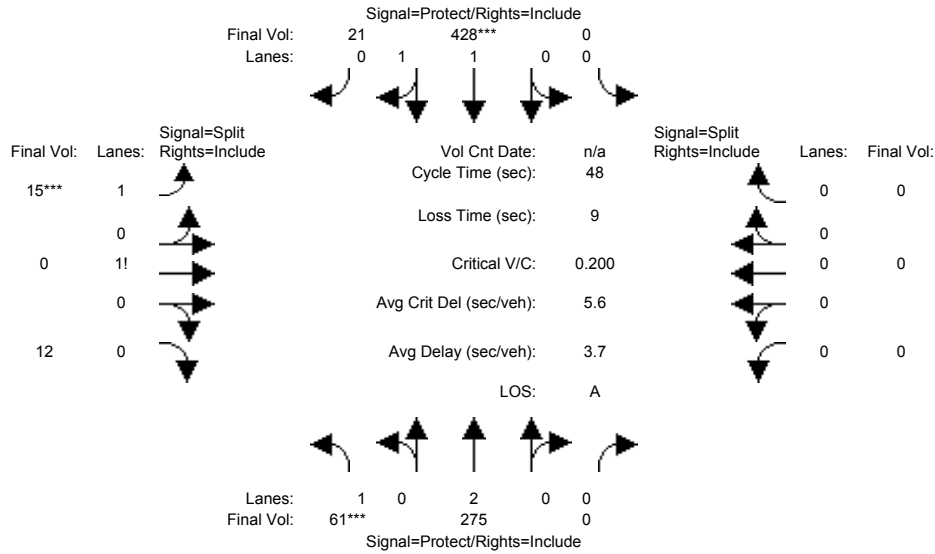 Signal=Protect/Rights=Include
Final Vol: 21 428*** 0
Lanes: 0 1 1 0 0
Signal=Split Signal=Split
Final Vol: Lanes: Rights=Include Vol Cnt Date: n/a Rights=Include Lanes: Final Vol:
Cycle Time (sec): 48
15*** 1 0 0
Loss Time (sec): 9
0 0
0 1! Critical V/C: 0.200 0 0
0 Avg Crit Del (sec/veh): 5.6 0
12 0 Avg Delay (sec/veh): 3.7 0 0
LOS: A
Lanes: 1 0 2 0 0
Final Vol: 61*** 275 0
Signal=Protect/Rights=Include